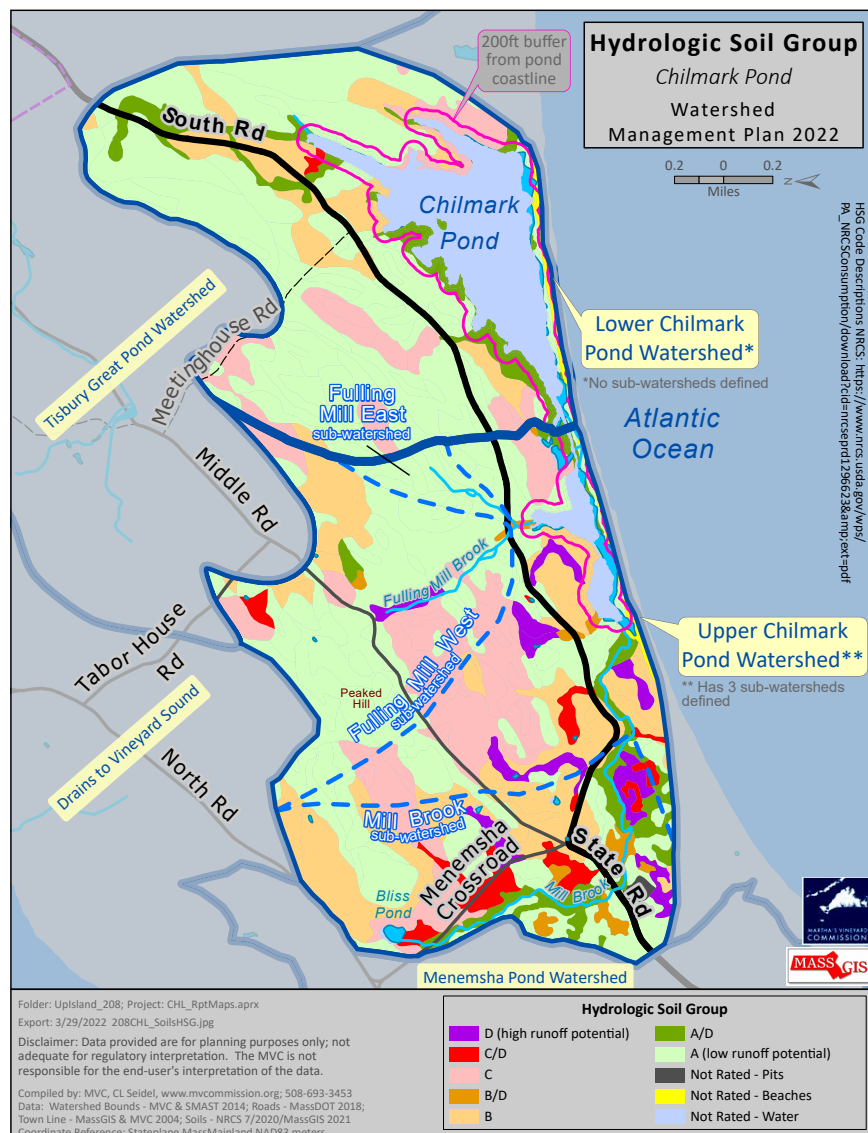 Hydrologic Soil Group
Chilmark Pond
Watershed
Management Plan 2022
200ft buffer
from pond
coastline
0.2 0 0.2
Miles
N
South Rd
Chilmark
Pond
HSG Code Descriptions NRCS: https://www.nrcs.usda.gov/wps/
PA_NRCSConsumption/download?cid=nrcseprd1296623&amp;ext=pdf
Tisbury Great Pond Watershed
Meetinghouse Rd
Lower Chilmark
Pond Watershed*
*No sub-watersheds defined
Fulling
Mill East
sub-watershed
Atlantic
Ocean
Middle Rd
Fulling Mill Brook
Tabor House
Rd
Upper Chilmark
Pond Watershed**
** Has 3 sub-watersheds
defined
Peaked
Hill
Fulling Mill West
sub-watershed
Drains to Vineyard Sound
North Rd
Mill Brook
sub-watershed
Menemsha
Crossroad
State Rd
Mill Brook
Bliss
Pond
Menemsha Pond Watershed
MARTHA'S VINEYARD
COMMISSION
MASS GIS
Folder: UpIsland_208; Project: CHL_RptMaps.aprx
Export: 3/29/2022 208CHL_SoilsHSG.jpg
Disclaimer: Data provided are for planning purposes only; not
adequate for regulatory interpretation. The MVC is not
responsible for the end-user's interpretation of the data.
Compiled by: MVC, CL Seidel, www.mvcommission.org; 508-693-3453
Data: Watershed Bounds - MVC & SMAST 2014; Roads - MassDOT 2018;
Town Line - MassGIS & MVC 2004; Soils - NRCS 7/2020/MassGIS 2021
Coordinate Reference: Stateplane MassMainland NAD83 meters
Hydrologic Soil Group
D (high runoff potential)
C/D
C
B/D
B
A/D
A (low runoff potential)
Not Rated - Pits
Not Rated - Beaches
Not Rated - Water